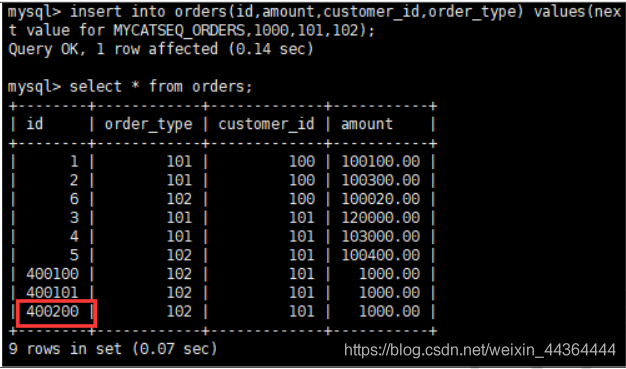 mysql> insert into orders(id,amount,customer_id,order_type) values(nex
t value for MYCATSEQ_ORDERS,1000,101,102);
Query OK, 1 row affected (0.14 sec)

mysql> select * from orders;
+--------+------------+-------------+-----------+
| id     | order_type | customer_id | amount    |
+--------+------------+-------------+-----------+
|      1 |        101 |         100 | 100100.00 |
|      2 |        101 |         100 | 100300.00 |
|      6 |        102 |         100 | 100020.00 |
|      3 |        101 |         101 | 120000.00 |
|      4 |        101 |         101 | 103000.00 |
|      5 |        102 |         101 | 100400.00 |
| 400100 |        102 |         101 |   1000.00 |
| 400101 |        102 |         101 |   1000.00 |
| 400200 |        102 |         101 |   1000.00 |
+--------+------------+-------------+-----------+
9 rows in set (0.07 sec)
https://blog.csdn.net/weixin_44364444